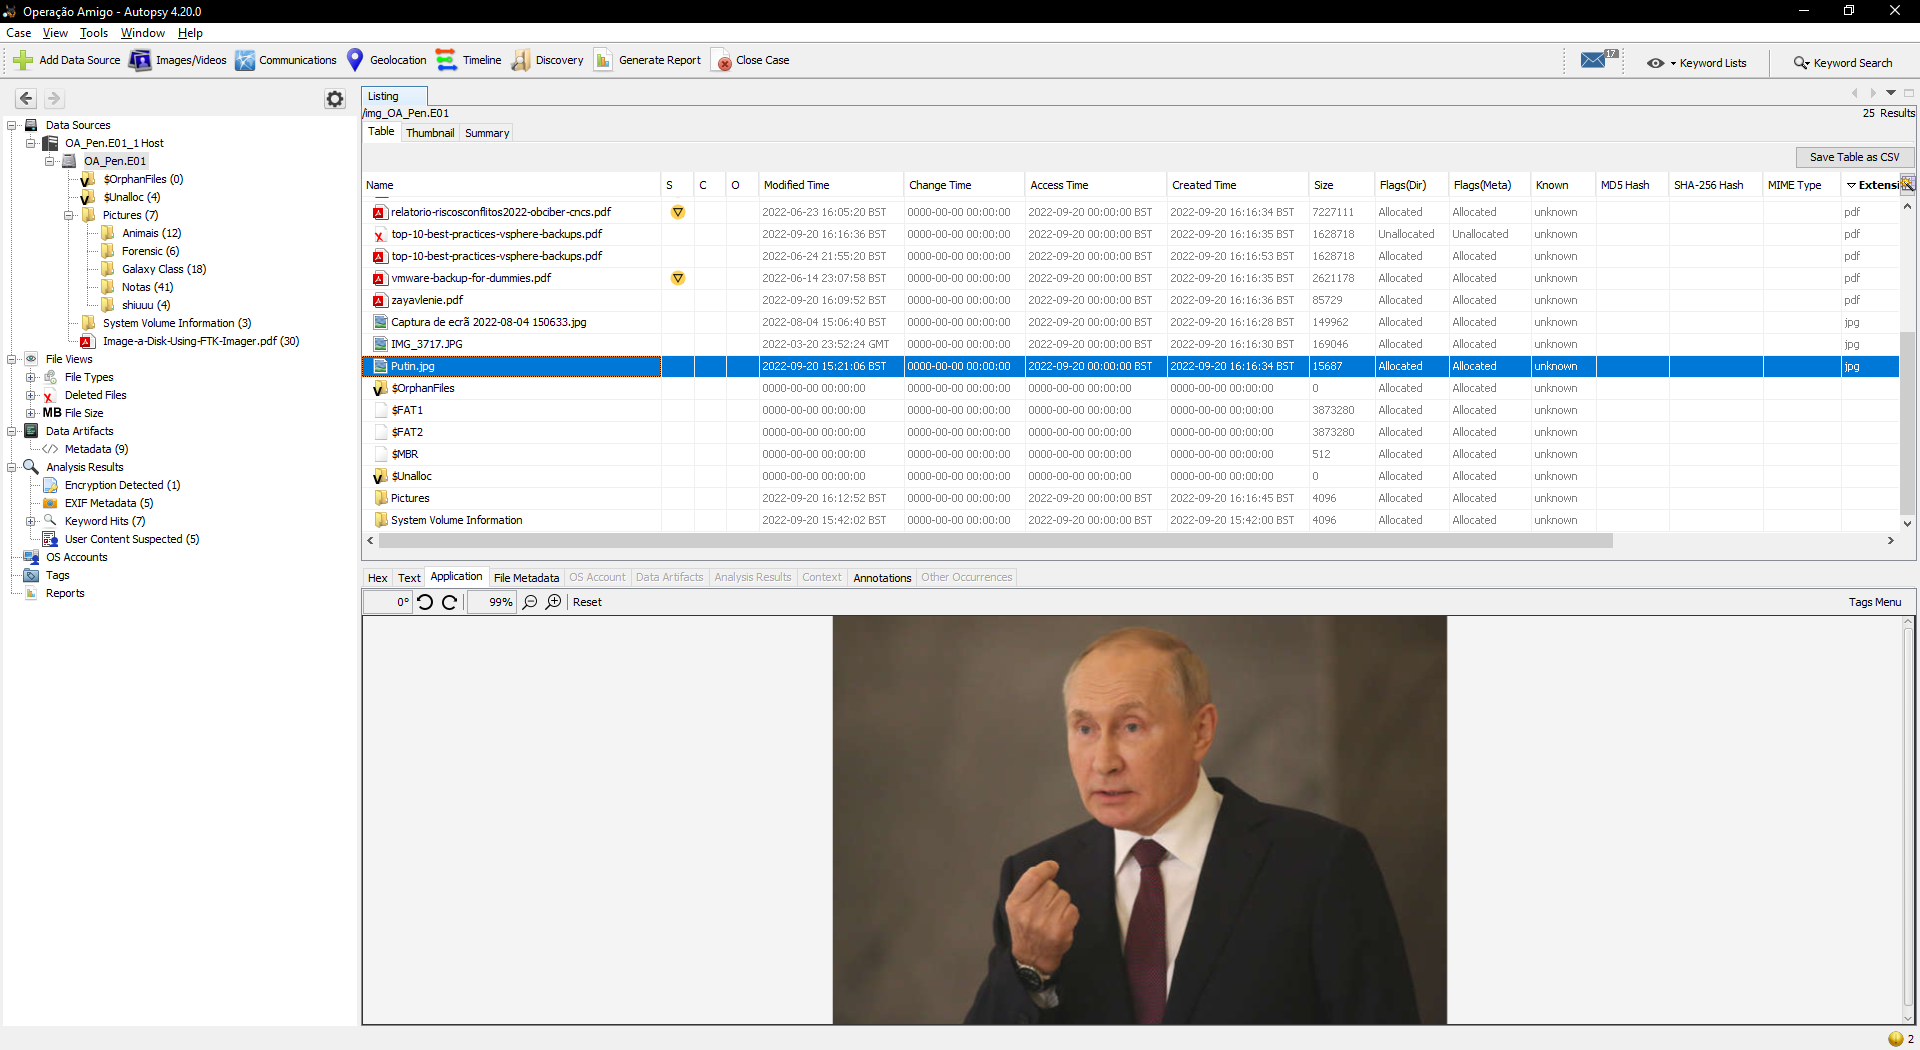 Operação Amigo - Autopsy 4.20.0
Case View Tools Window Help
Add Data Source Images/Videos Communications Geolocation Timeline Discovery Generate Report Close Case 17 Keyword Lists Keyword Search
Data Sources
OA_Pen.E01_1 Host
OA_Pen.E01
$OrphanFiles (0)
$Unalloc (4)
Pictures (7)
Animais (12)
Forensic (6)
Galaxy Class (18)
Notas (41)
shiuuu (4)
System Volume Information (3)
Image-a-Disk-Using-FTK-Imager.pdf (30)
File Views
File Types
Deleted Files
MB File Size
Data Artifacts
Metadata (9)
Analysis Results
Encryption Detected (1)
EXIF Metadata (5)
Keyword Hits (7)
User Content Suspected (5)
OS Accounts
Tags
Reports
Listing
/img_OA_Pen.E01
25 Results
Table Thumbnail Summary
Save Table as CSV
Name S C O Modified Time Change Time Access Time Created Time Size Flags(Dir) Flags(Meta) Known MD5 Hash SHA-256 Hash MIME Type Extensi
relatorio-riscosconflitos2022-obciber-cncs.pdf 2022-06-23 16:05:20 BST 0000-00-00 00:00:00 2022-09-20 00:00:00 BST 2022-09-20 16:16:34 BST 7227111 Allocated Allocated unknown pdf
top-10-best-practices-vsphere-backups.pdf 2022-09-20 16:16:36 BST 0000-00-00 00:00:00 2022-09-20 00:00:00 BST 2022-09-20 16:16:35 BST 1628718 Unallocated Unallocated unknown pdf
top-10-best-practices-vsphere-backups.pdf 2022-06-24 21:55:20 BST 0000-00-00 00:00:00 2022-09-20 00:00:00 BST 2022-09-20 16:16:53 BST 1628718 Allocated Allocated unknown pdf
vmware-backup-for-dummies.pdf 2022-06-14 23:07:58 BST 0000-00-00 00:00:00 2022-09-20 00:00:00 BST 2022-09-20 16:16:35 BST 2621178 Allocated Allocated unknown pdf
zayavlenie.pdf 2022-09-20 16:09:52 BST 0000-00-00 00:00:00 2022-09-20 00:00:00 BST 2022-09-20 16:16:36 BST 85729 Allocated Allocated unknown pdf
Captura de ecrã 2022-08-04 150633.jpg 2022-08-04 15:06:40 BST 0000-00-00 00:00:00 2022-09-20 00:00:00 BST 2022-09-20 16:16:28 BST 149962 Allocated Allocated unknown jpg
IMG_3717.JPG 2022-03-20 23:52:24 GMT 0000-00-00 00:00:00 2022-09-20 00:00:00 BST 2022-09-20 16:16:30 BST 169046 Allocated Allocated unknown jpg
Putin.jpg 2022-09-20 15:21:06 BST 0000-00-00 00:00:00 2022-09-20 00:00:00 BST 2022-09-20 16:16:34 BST 15687 Allocated Allocated unknown jpg
$OrphanFiles 0000-00-00 00:00:00 0000-00-00 00:00:00 0000-00-00 00:00:00 0000-00-00 00:00:00 0 Allocated Allocated unknown
$FAT1 0000-00-00 00:00:00 0000-00-00 00:00:00 0000-00-00 00:00:00 0000-00-00 00:00:00 3873280 Allocated Allocated unknown
$FAT2 0000-00-00 00:00:00 0000-00-00 00:00:00 0000-00-00 00:00:00 0000-00-00 00:00:00 3873280 Allocated Allocated unknown
$MBR 0000-00-00 00:00:00 0000-00-00 00:00:00 0000-00-00 00:00:00 0000-00-00 00:00:00 512 Allocated Allocated unknown
$Unalloc 0000-00-00 00:00:00 0000-00-00 00:00:00 0000-00-00 00:00:00 0000-00-00 00:00:00 0 Allocated Allocated unknown
Pictures 2022-09-20 16:12:52 BST 0000-00-00 00:00:00 2022-09-20 00:00:00 BST 2022-09-20 16:16:45 BST 4096 Allocated Allocated unknown
System Volume Information 2022-09-20 15:42:02 BST 0000-00-00 00:00:00 2022-09-20 00:00:00 BST 2022-09-20 15:42:00 BST 4096 Allocated Allocated unknown
Hex Text Application File Metadata OS Account Data Artifacts Analysis Results Context Annotations Other Occurrences
0° 99% Reset Tags Menu
2